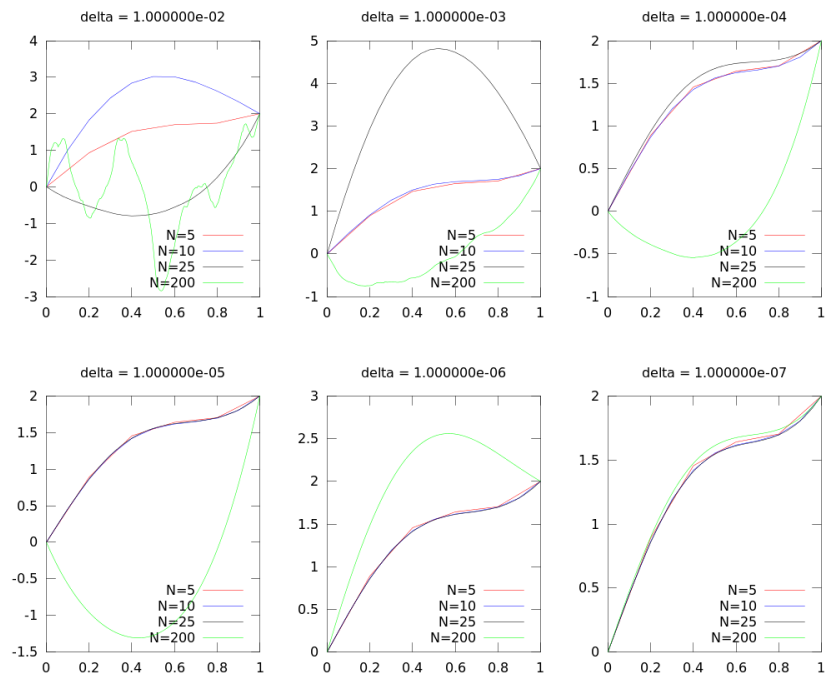 delta = 1.000000e-02
4
3
2
1
0
-1
-2
-3
0 0.2 0.4 0.6 0.8 1
N=5
N=10
N=25
N=200
delta = 1.000000e-03
5
4
3
2
1
0
-1
0 0.2 0.4 0.6 0.8 1
N=5
N=10
N=25
N=200
delta = 1.000000e-04
2
1.5
1
0.5
0
-0.5
-1
0 0.2 0.4 0.6 0.8 1
N=5
N=10
N=25
N=200
delta = 1.000000e-05
2
1.5
1
0.5
0
-0.5
-1
-1.5
0 0.2 0.4 0.6 0.8 1
N=5
N=10
N=25
N=200
delta = 1.000000e-06
3
2.5
2
1.5
1
0.5
0
0 0.2 0.4 0.6 0.8 1
N=5
N=10
N=25
N=200
delta = 1.000000e-07
2
1.5
1
0.5
0
0 0.2 0.4 0.6 0.8 1
N=5
N=10
N=25
N=200